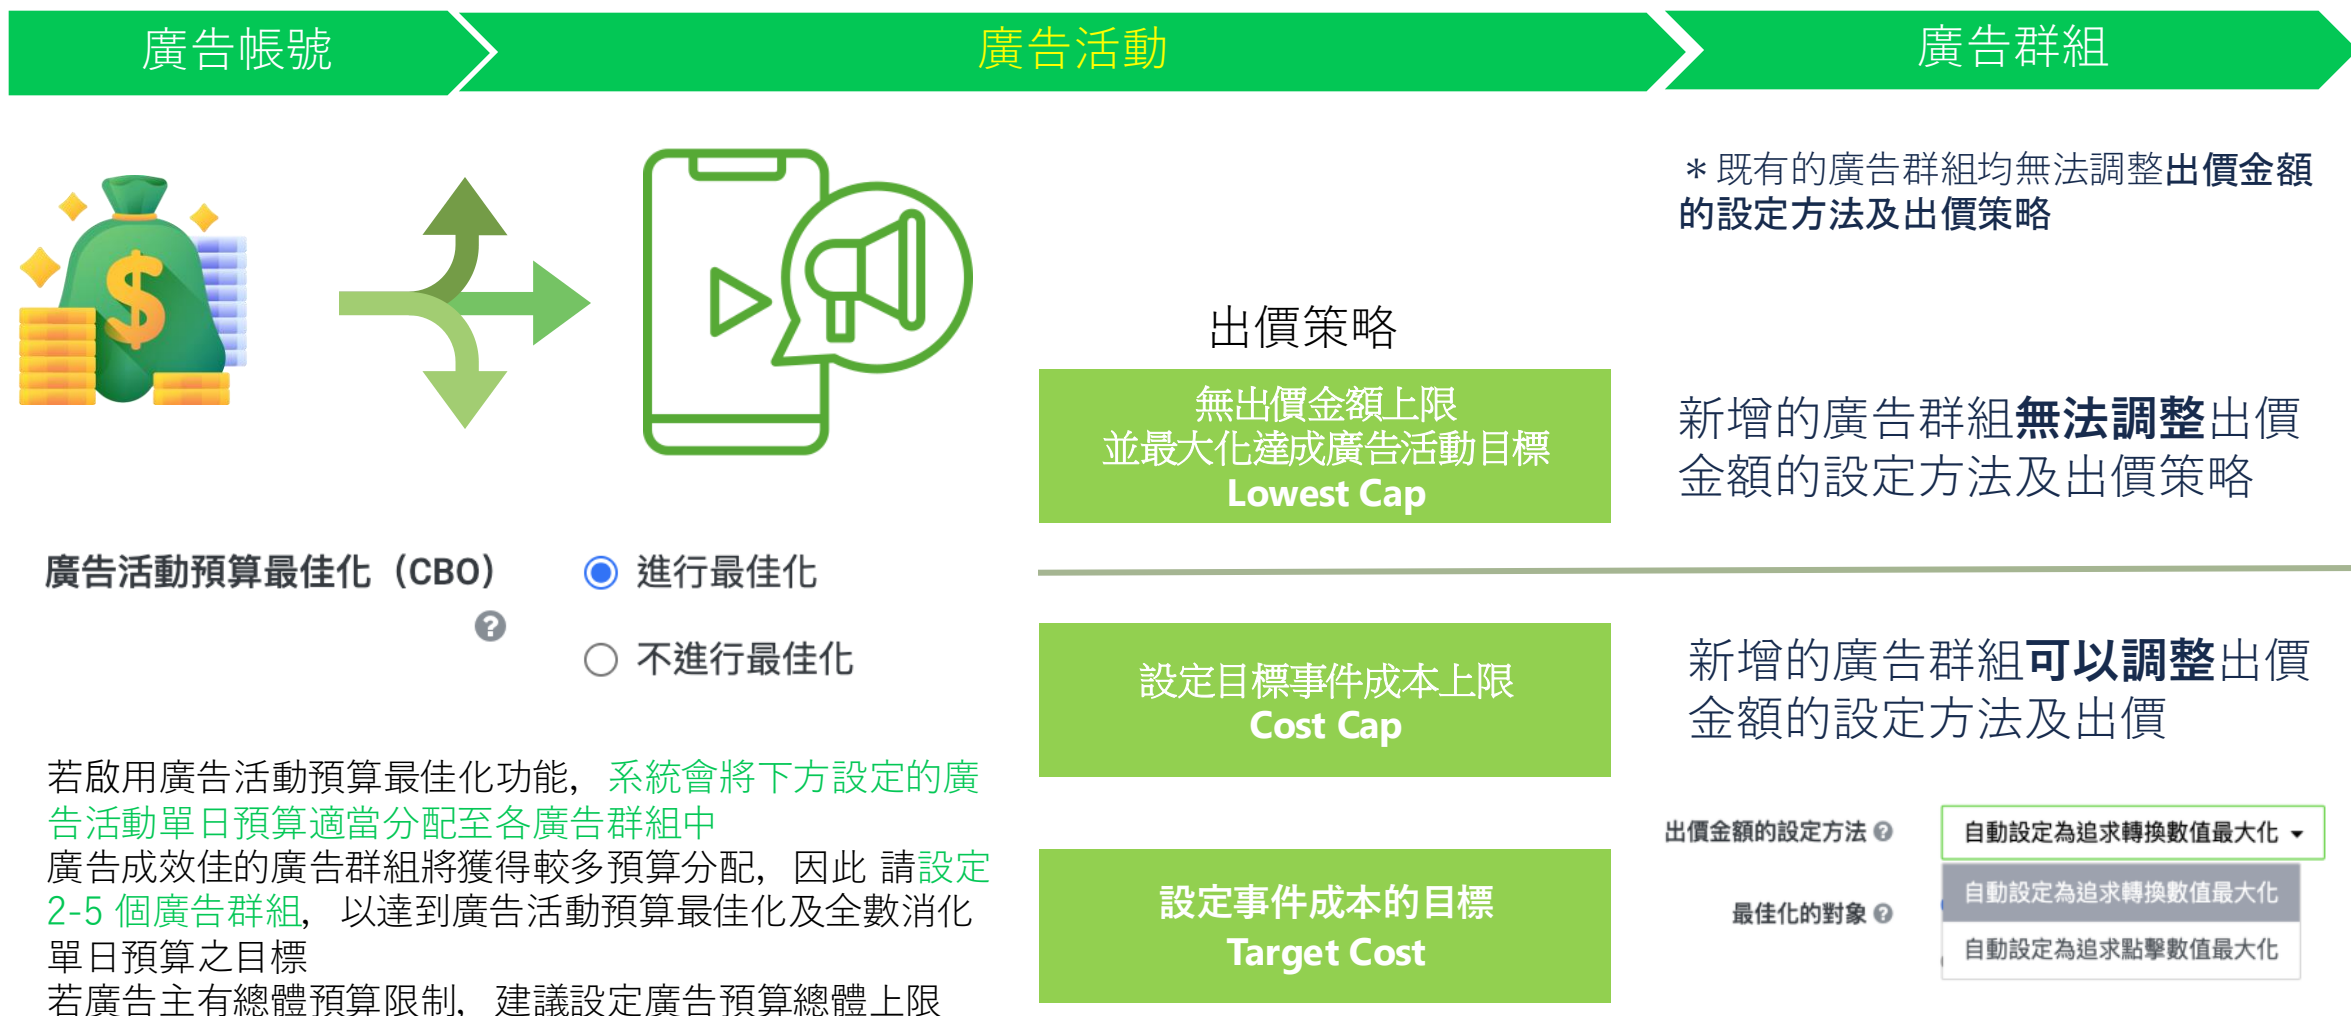 廣告帳號
廣告活動
廣告群組
廣告活動預算最佳化（CBO）
進行最佳化
不進行最佳化
若啟用廣告活動預算最佳化功能，系統會將下方設定的廣
告活動單日預算適當分配至各廣告群組中
廣告成效佳的廣告群組將獲得較多預算分配，因此 請設定
2-5 個廣告群組，以達到廣告活動預算最佳化及全數消化
單日預算之目標
若廣告主有總體預算限制，建議設定廣告預算總體上限
出價策略
無出價金額上限
並最大化達成廣告活動目標
Lowest Cap
設定目標事件成本上限
Cost Cap
設定事件成本的目標
Target Cost
＊既有的廣告群組均無法調整出價金額
的設定方法及出價策略
新增的廣告群組無法調整出價
金額的設定方法及出價策略
新增的廣告群組可以調整出價
金額的設定方法及出價
出價金額的設定方法
自動設定為追求轉換數值最大化
自動設定為追求轉換數值最大化
最佳化的對象
自動設定為追求點擊數值最大化